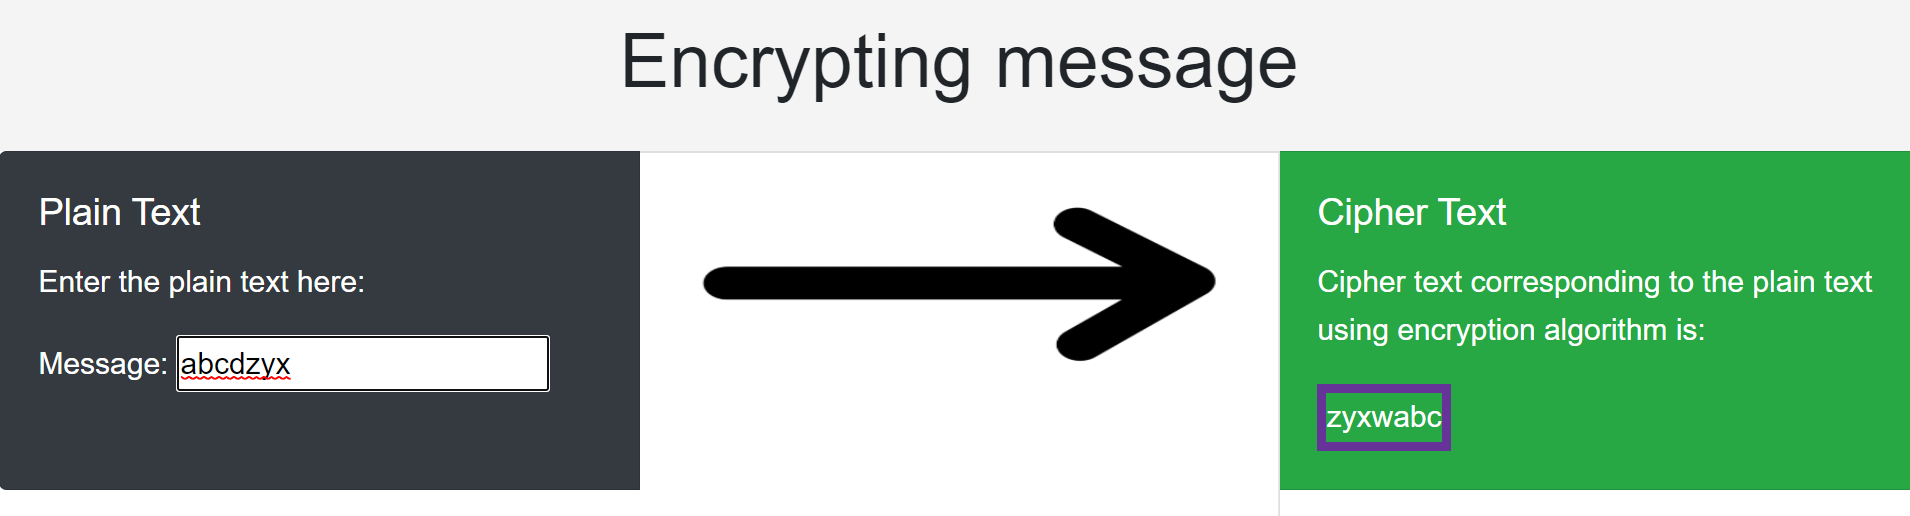 Encrypting message
Plain Text
Enter the plain text here:
Message: abcdzyx
Cipher Text
Cipher text corresponding to the plain text
using encryption algorithm is:
zyxwabc